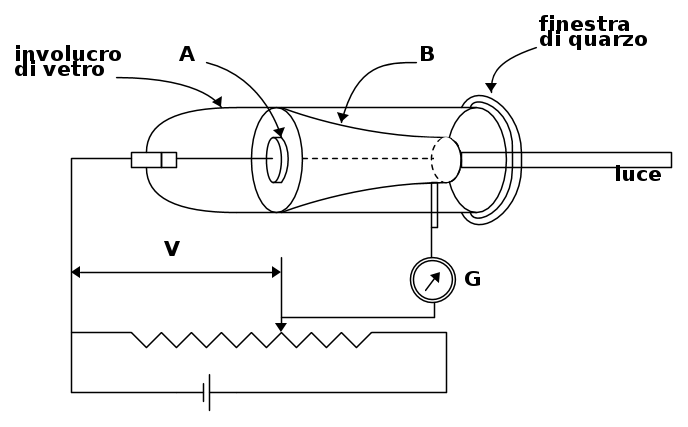 finestra
di quarzo
involucro
di vetro
A
B
luce
V
G